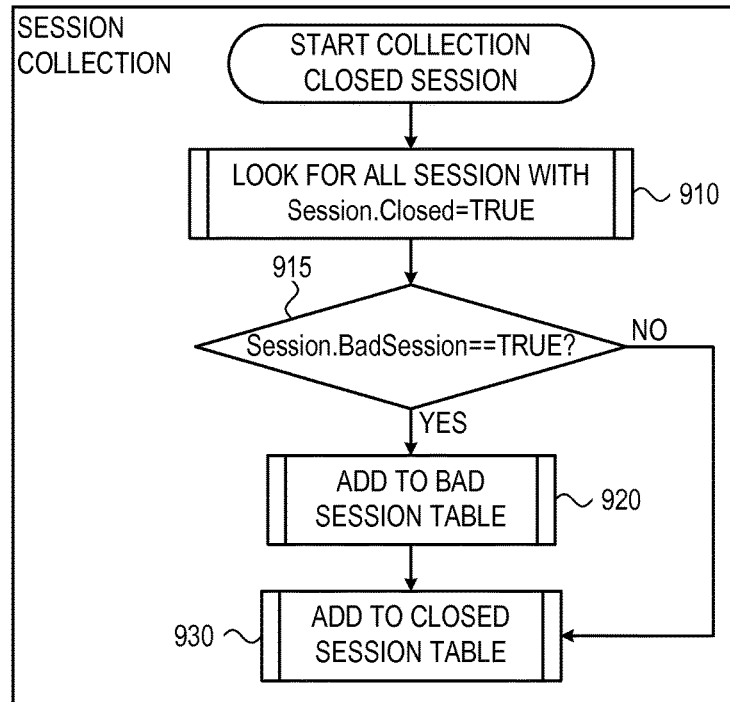 SESSION
COLLECTION
START COLLECTION
CLOSED SESSION
LOOK FOR ALL SESSION WITH
Session.Closed=TRUE
910
915
Session.BadSession==TRUE?
NO
YES
ADD TO BAD
SESSION TABLE
920
930
ADD TO CLOSED
SESSION TABLE